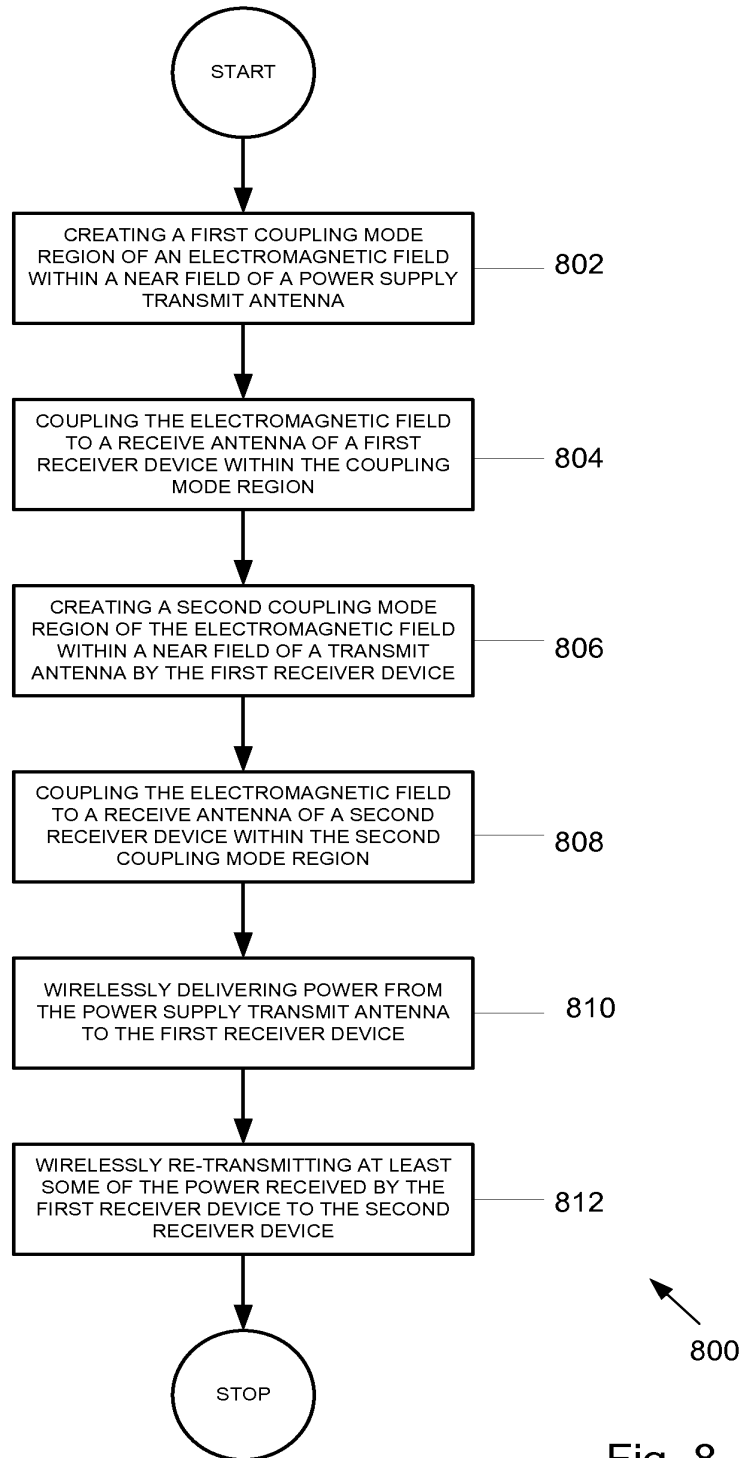 START
CREATING A FIRST COUPLING MODE
REGION OF AN ELECTROMAGNETIC FIELD
WITHIN A NEAR FIELD OF A POWER SUPPLY
TRANSMIT ANTENNA
802
COUPLING THE ELECTROMAGNETIC FIELD
TO A RECEIVE ANTENNA OF A FIRST
RECEIVER DEVICE WITHIN THE COUPLING
MODE REGION
804
CREATING A SECOND COUPLING MODE
REGION OF THE ELECTROMAGNETIC FIELD
WITHIN A NEAR FIELD OF A TRANSMIT
ANTENNA BY THE FIRST RECEIVER DEVICE
806
COUPLING THE ELECTROMAGNETIC FIELD
TO A RECEIVE ANTENNA OF A SECOND
RECEIVER DEVICE WITHIN THE SECOND
COUPLING MODE REGION
808
WIRELESSLY DELIVERING POWER FROM
THE POWER SUPPLY TRANSMIT ANTENNA
TO THE FIRST RECEIVER DEVICE
810
WIRELESSLY RE-TRANSMITTING AT LEAST
SOME OF THE POWER RECEIVED BY THE
FIRST RECEIVER DEVICE TO THE SECOND
RECEIVER DEVICE
812
800
STOP
Fig. 8